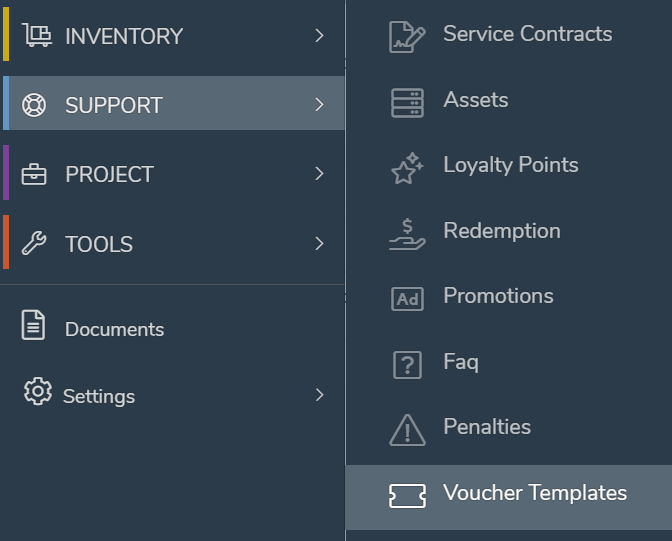 INVENTORY
SUPPORT
PROJECT
TOOLS
Documents
Settings
Service Contracts
Assets
Loyalty Points
$
Redemption
Ad
Promotions
?
Faq
!
Penalties
Voucher Templates